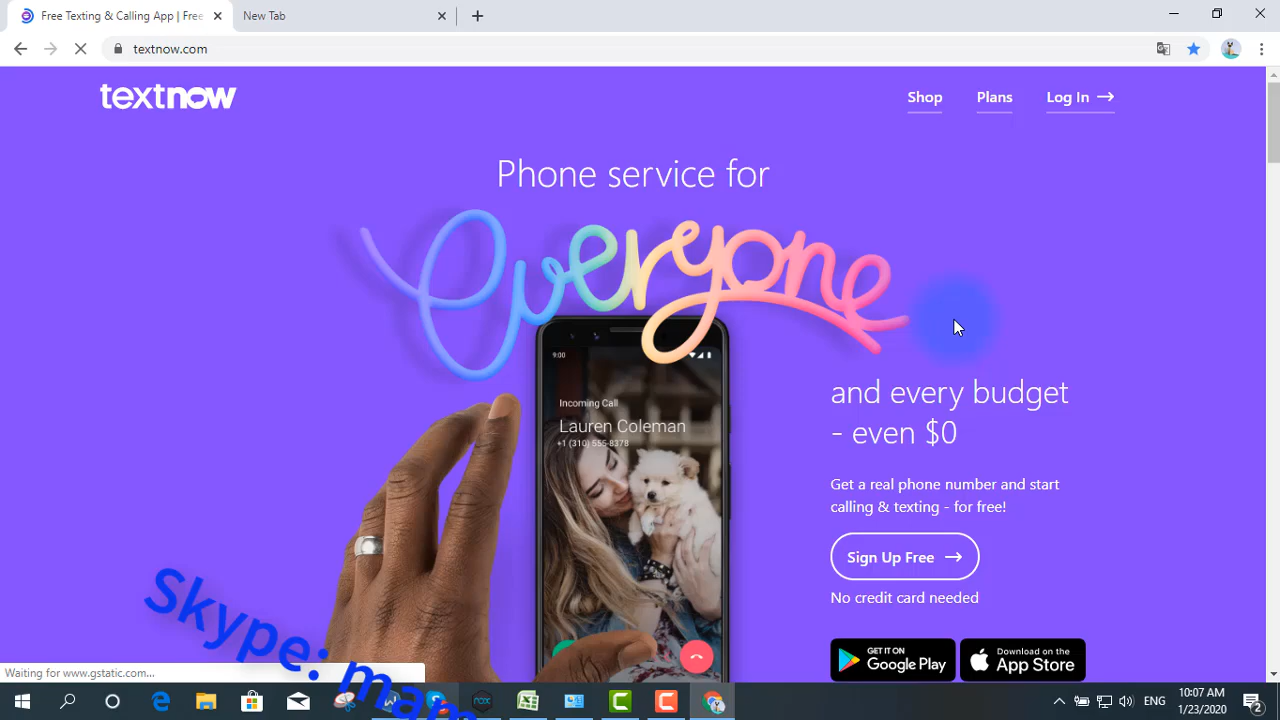 Free Texting & Calling App | Free
New Tab
textnow.com
textnow
Shop
Plans
Log In
Phone service for
Everyone
9:00
Incoming Call
Lauren Coleman
+1 (310) 555-8378
and every budget
- even $0
Get a real phone number and start
calling & texting - for free!
Sign Up Free
No credit card needed
GET IT ON
Google Play
Download on the
App Store
Skype: mam
Waiting for www.gstatic.com...
ENG
10:07 AM
1/23/2020
2